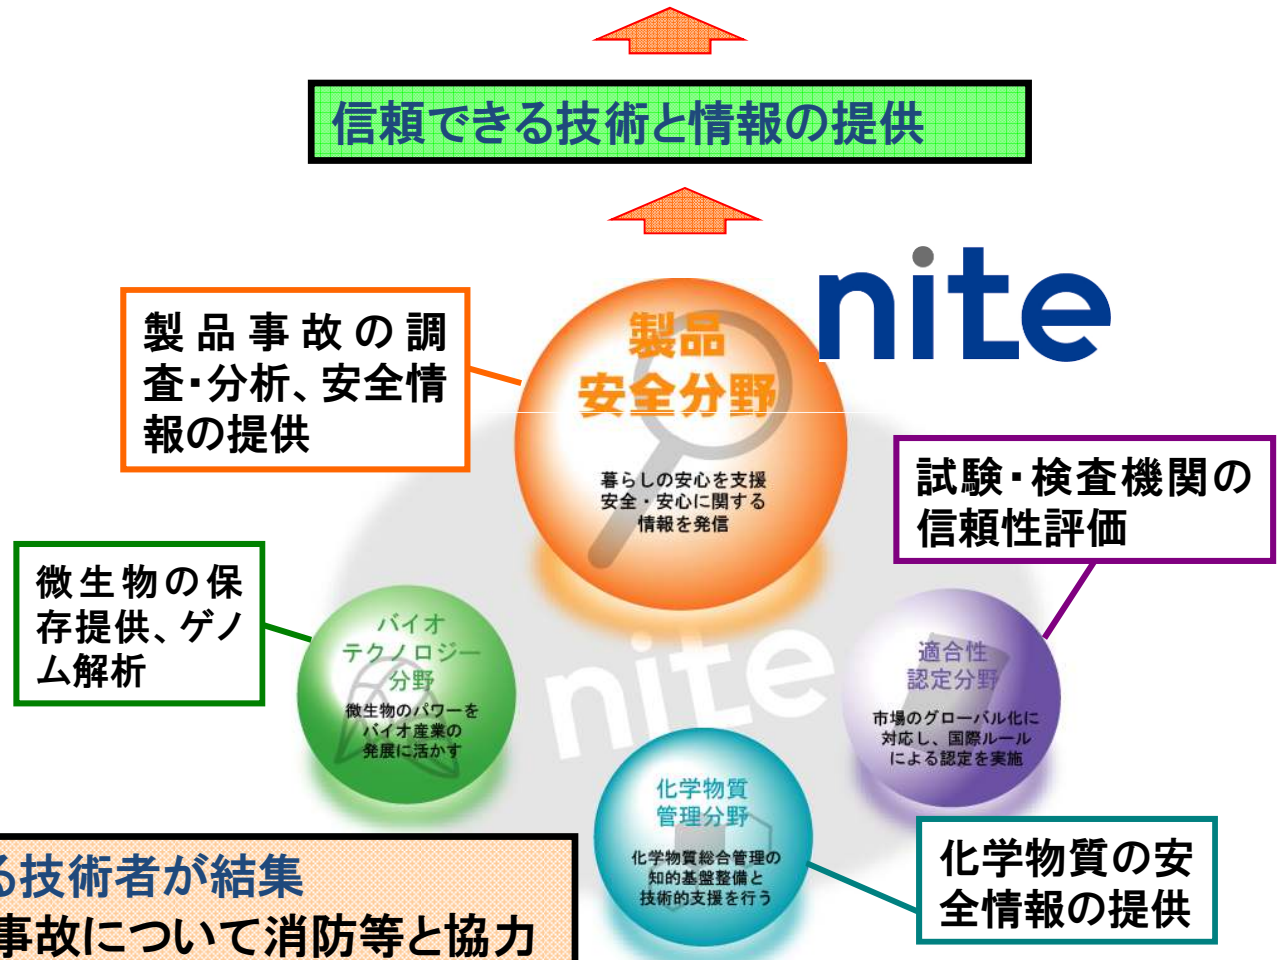 信頼できる技術と情報の提供
nite
製品事故の調
査・分析、安全情
報の提供
製品
安全分野
暮らしの安心を支援
安全・安心に関する
情報を発信
試験・検査機関の
信頼性評価
微生物の保
存提供、ゲノ
ム解析
バイオ
テクノロジー
分野
微生物のパワーを
バイオ産業の
発展に活かす
nite
適合性
認定分野
市場のグローバル化に
対応し、国際ルール
による認定を実施
化学物質
管理分野
化学物質総合管理の
知的基盤整備と
技術的支援を行う
化学物質の安
全情報の提供
る技術者が結集
事故について消防等と協力